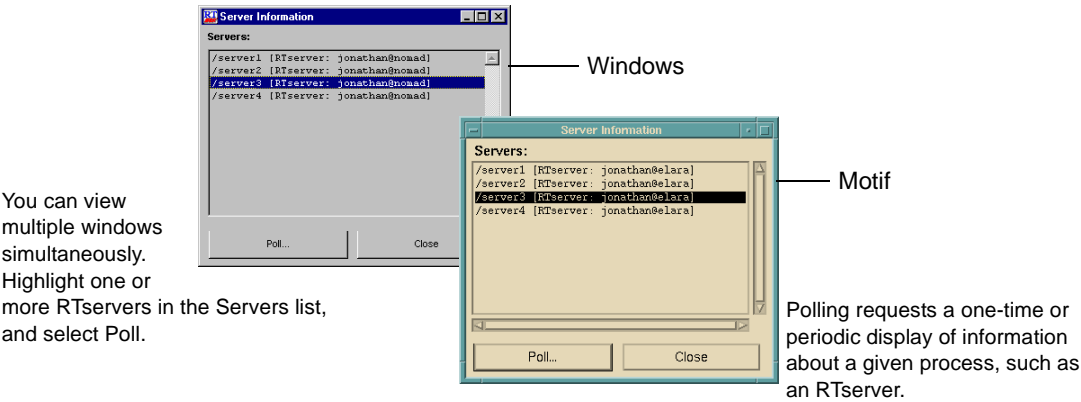 RT Server Information
Servers:
/server1 [RTserver: jonathan@nomad]
/server2 [RTserver: jonathan@nomad]
/server3 [RTserver: jonathan@nomad]
/server4 [RTserver: jonathan@nomad]
Poll...
Close
Windows
Server Information
Servers:
/server1 [RTserver: jonathan@elara]
/server2 [RTserver: jonathan@elara]
/server3 [RTserver: jonathan@elara]
/server4 [RTserver: jonathan@elara]
Poll...
Close
Motif
You can view
multiple windows
simultaneously.
Highlight one or
more RTservers in the Servers list,
and select Poll.
Polling requests a one-time or
periodic display of information
about a given process, such as
an RTserver.